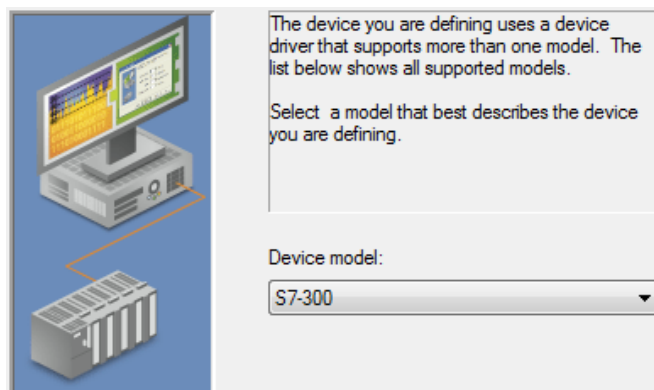 The device you are defining uses a device
driver that supports more than one model.  The
list below shows all supported models.
Select  a model that best describes the device
you are defining.
Device model:
S7-300